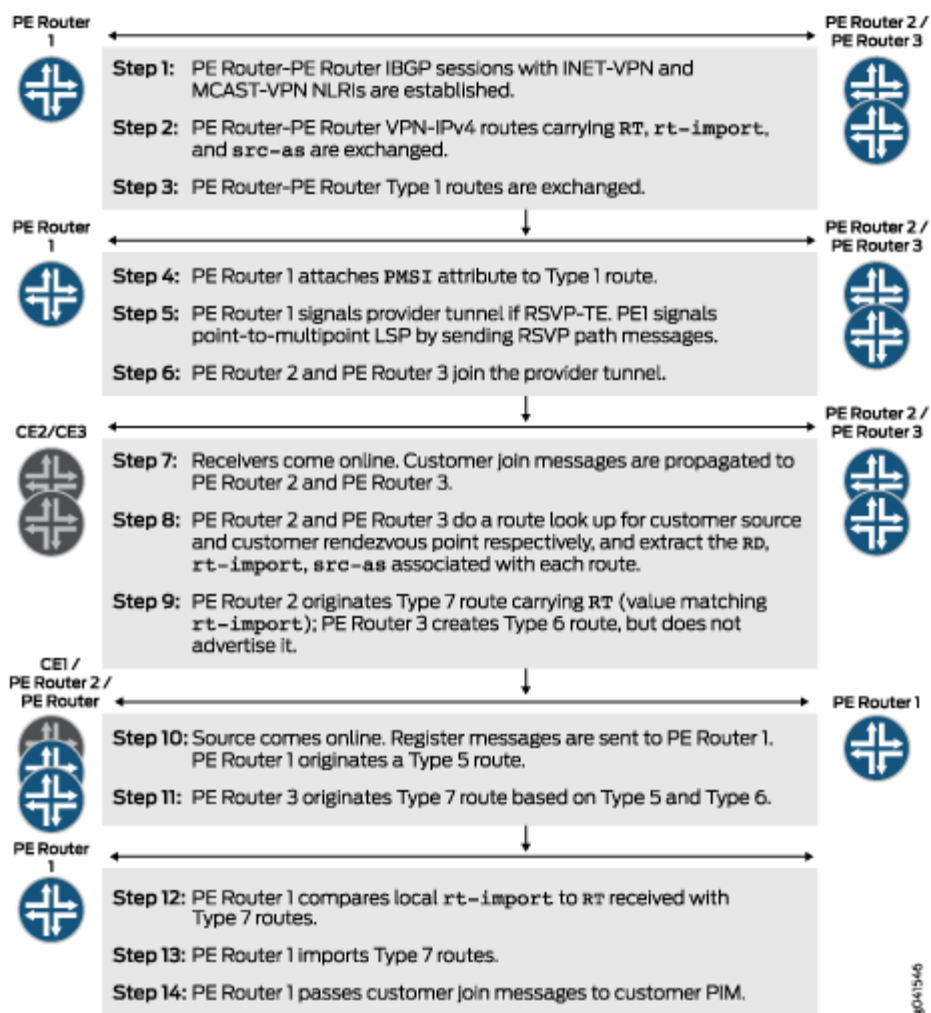 PE Router
1
PE Router 2 /
PE Router 3
Step 1: PE Router-PE Router IBGP sessions with INET-VPN and
MCAST-VPN NLRIs are established.
Step 2: PE Router-PE Router VPN-IPv4 routes carrying RT, rt-import,
and src-as are exchanged.
Step 3: PE Router-PE Router Type 1 routes are exchanged.
PE Router
1
PE Router 2 /
PE Router 3
Step 4: PE Router 1 attaches PMSI attribute to Type 1 route.
Step 5: PE Router 1 signals provider tunnel if RSVP-TE. PE1 signals
point-to-multipoint LSP by sending RSVP path messages.
Step 6: PE Router 2 and PE Router 3 join the provider tunnel.
CE2/CE3
PE Router 2 /
PE Router 3
Step 7: Receivers come online. Customer join messages are propagated to
PE Router 2 and PE Router 3.
Step 8: PE Router 2 and PE Router 3 do a route look up for customer source
and customer rendezvous point respectively, and extract the RD,
rt-import, src-as associated with each route.
Step 9: PE Router 2 originates Type 7 route carrying RT (value matching
rt-import); PE Router 3 creates Type 6 route, but does not
advertise it.
CE1 /
PE Router 2 /
PE Router
PE Router 1
Step 10: Source comes online. Register messages are sent to PE Router 1.
PE Router 1 originates a Type 5 route.
Step 11: PE Router 3 originates Type 7 route based on Type 5 and Type 6.
PE Router
1
Step 12: PE Router 1 compares local rt-import to RT received with
Type 7 routes.
Step 13: PE Router 1 imports Type 7 routes.
Step 14: PE Router 1 passes customer join messages to customer PIM.
g041546